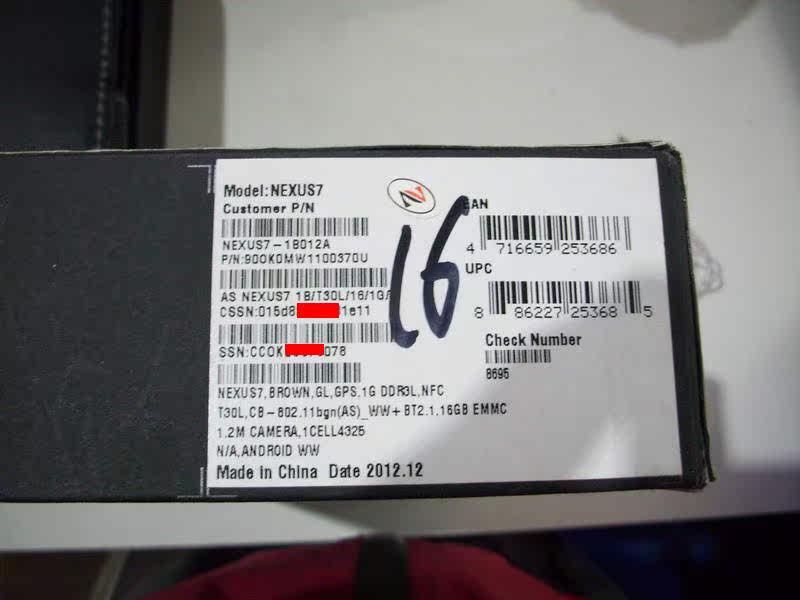 Model:NEXUS7
Customer P/N
NEXUS7-1B012A
P/N:90OK0MW1100370U
AS NEXUS7 1B/T30L/16/1G/
CSSN:015d8
1e11
SSN:CCOK
078
NEXUS7,BROWN,GL,GPS,1G DDR3L,NFC
T30L,CB-802.11bgn(AS)_WW+BT2.1,16GB EMMC
1.2M CAMERA,1CELL4325
N/A,ANDROID WW
Made in China Date 2012.12
16
EAN
4 716659 253686
UPC
8 86227 25368 5
Check Number
8695